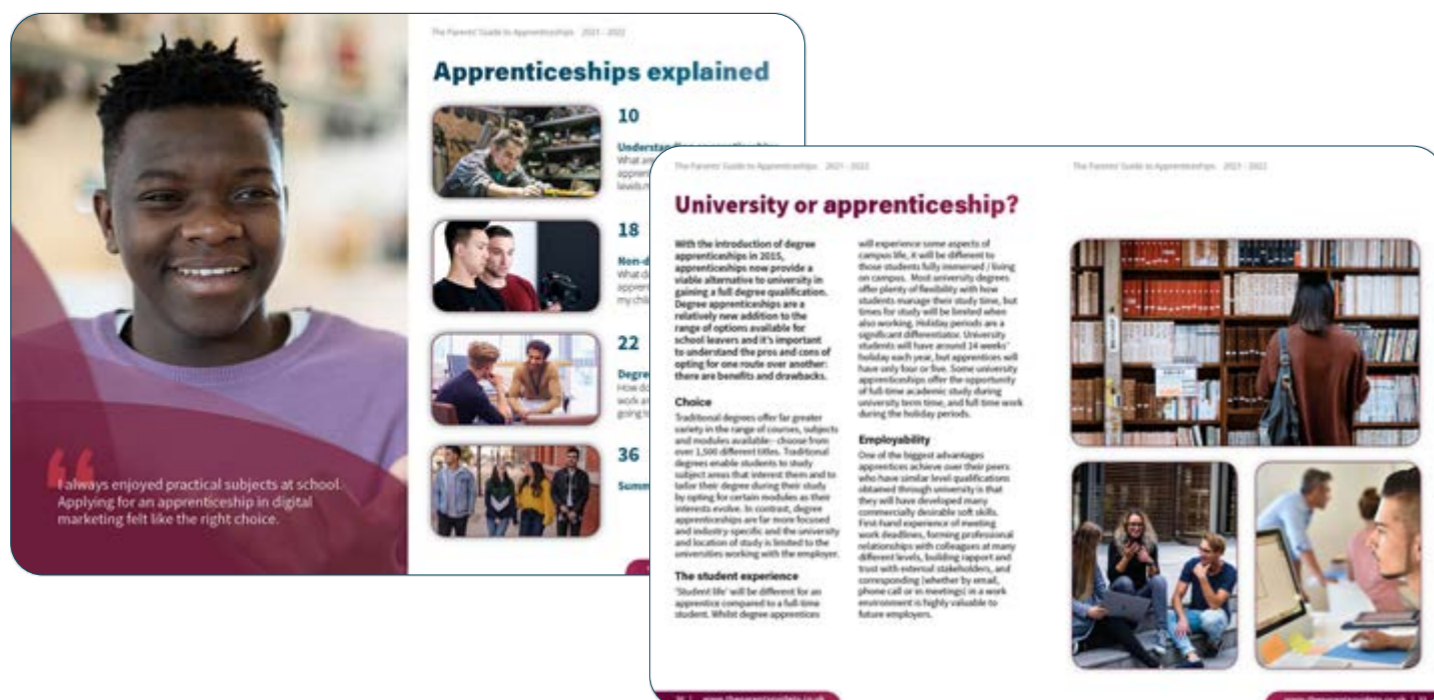 The Parents' Guide to Apprenticeships 2021 - 2022
Apprenticeships explained
10
What are
levels
18
Non-d
What d
my chil
22
Degre
How do
work a
going to
36
Summ
I always enjoyed practical subjects at school.
Applying for an apprenticeship in digital
marketing felt like the right choice.
The Parents' Guide to Apprenticeships 2021 - 2022
University or apprenticeship?
With the introduction of degree
apprenticeships in 2015,
apprenticeships now provide a
viable alternative to university in
gaining a full degree qualification.
Degree apprenticeships are a
relatively new addition to the
range of options available for
school leavers and it's important
to understand the pros and cons of
opting for one route over another:
there are benefits and drawbacks.
Choice
Traditional degrees offer far greater
variety in the range of courses, subjects
and modules available:- choose from
over 1,500 different titles. Traditional
degrees enable students to study
subject areas that interest them and to
tailor their degree during their study
by opting for certain modules as their
interests evolve. In contrast, degree
apprenticeships are far more focused
and industry-specific and the university
and location of study is limited to the
universities working with the employer.
The student experience
'Student life' will be different for an
apprentice compared to a full-time
student. Whilst degree apprentices
will experience some aspects of
campus life, it will be different to
those students fully immersed / living
on campus. Most university degrees
offer plenty of flexibility with how
students manage their study time, but
times for study will be limited when
also working. Holiday periods are a
significant differentiator. University
students will have around 14 weeks'
holiday each year, but apprentices will
have only four or five. Some university
apprenticeships offer the opportunity
of full-time academic study during
university term time, and full time work
during the holiday periods.
Employability
One of the biggest advantages
apprentices achieve over their peers
who have similar level qualifications
obtained through university is that
they will have developed many
commercially desirable soft skills.
First-hand experience of meeting
work deadlines, forming professional
relationships with colleagues at many
different levels, building rapport and
trust with external stakeholders, and
corresponding (whether by email,
phone call or in meetings) in a work
environment is highly valuable to
future employers.
The Parents' Guide to Apprenticeships 2021 - 2022